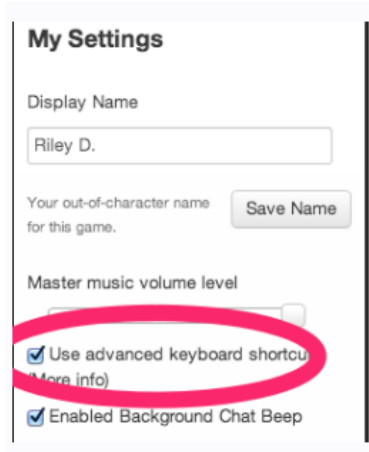 My Settings
Display Name
Riley D.
Your out-of-character name
for this game.
Save Name
Master music volume level
Use advanced keyboard shortcu
(More info)
Enabled Background Chat Beep